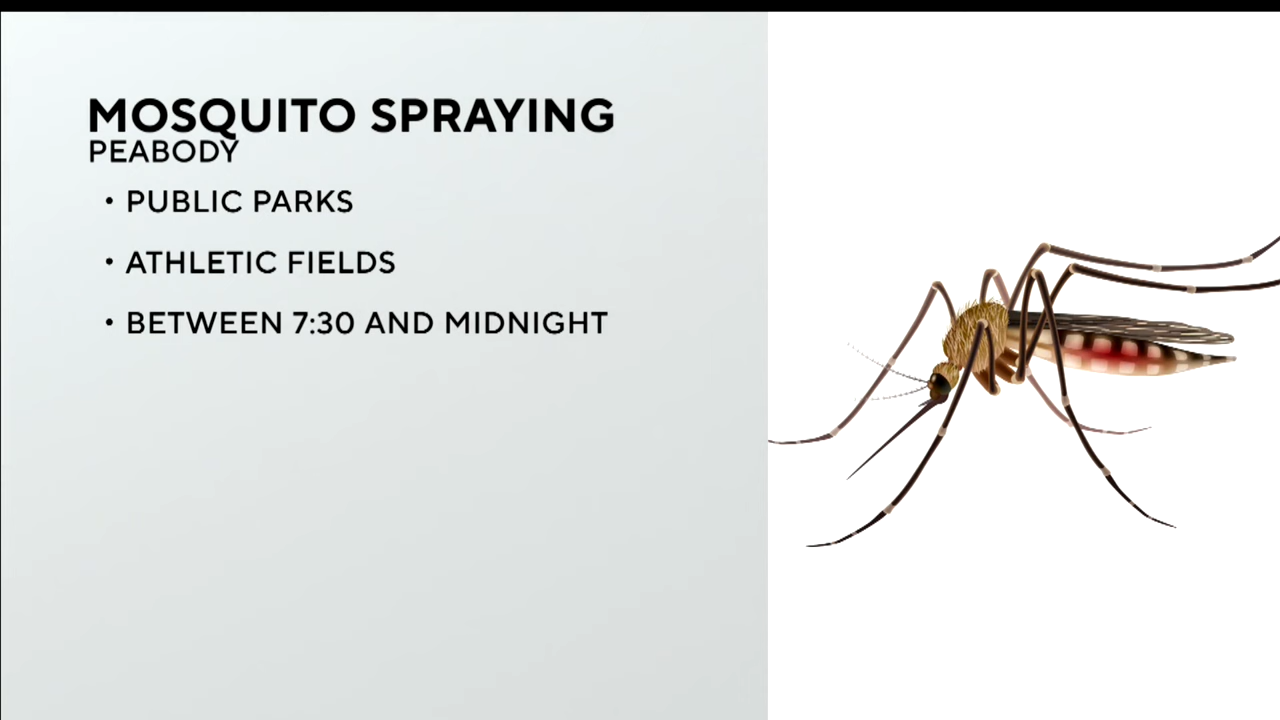 MOSQUITO SPRAYING
PEABODY
• PUBLIC PARKS
• ATHLETIC FIELDS
• BETWEEN 7:30 AND MIDNIGHT